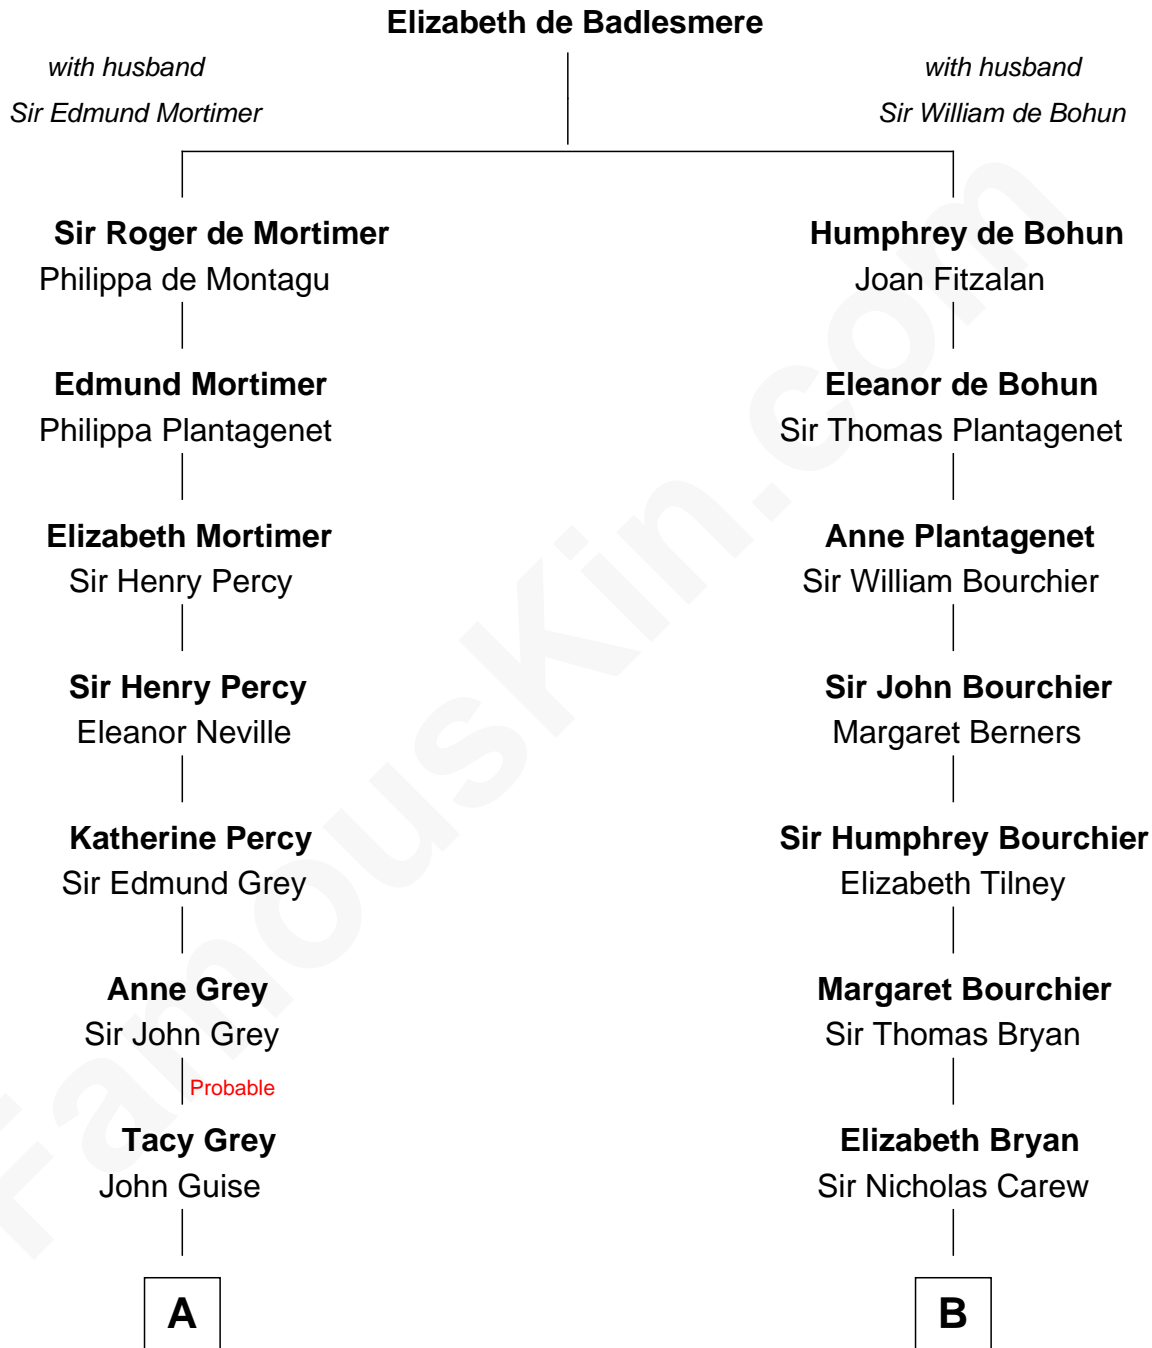 Elizabeth de Badlesmere
with husband
Sir Edmund Mortimer
with husband
Sir William de Bohun
Sir Roger de Mortimer
Philippa de Montagu
Humphrey de Bohun
Joan Fitzalan
Edmund Mortimer
Philippa Plantagenet
Eleanor de Bohun
Sir Thomas Plantagenet
Elizabeth Mortimer
Sir Henry Percy
Anne Plantagenet
Sir William Bourchier
Sir Henry Percy
Eleanor Neville
Sir John Bourchier
Margaret Berners
Katherine Percy
Sir Edmund Grey
Sir Humphrey Bourchier
Elizabeth Tilney
Anne Grey
Sir John Grey
Probable
Margaret Bourchier
Sir Thomas Bryan
Tacy Grey
John Guise
Elizabeth Bryan
Sir Nicholas Carew
A
B
FamousKin.com